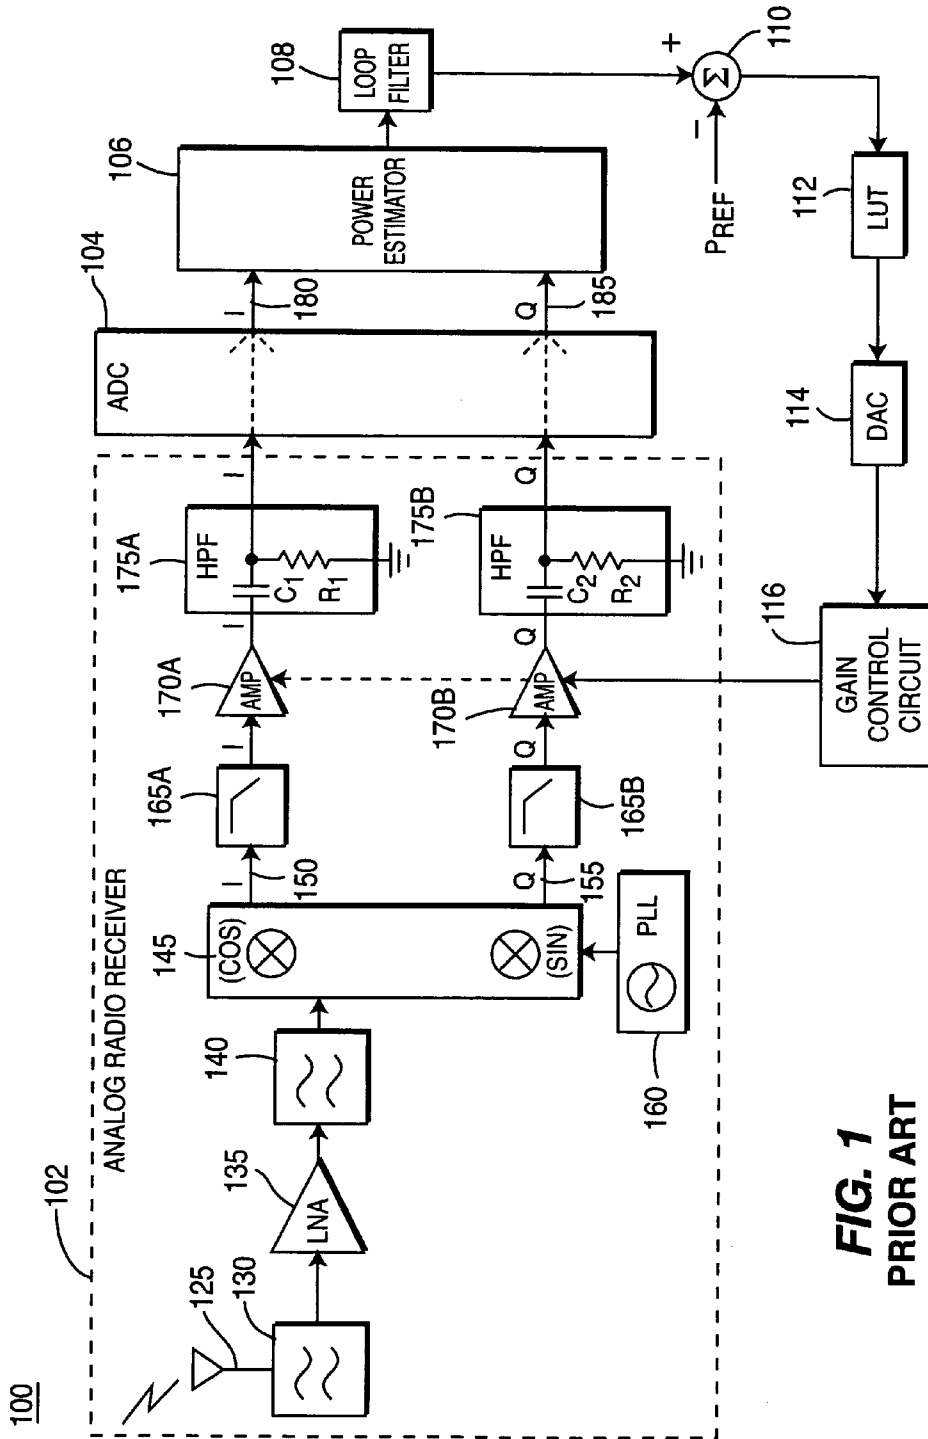 100
102
ANALOG RADIO RECEIVER
125
130
135
LNA
140
145
(COS)
(SIN)
160
PLL
I
150
Q
155
165A
165B
I
Q
170A
AMP
170B
AMP
I
Q
175A
HPF
C1
R1
175B
HPF
C2
R2
I
Q
104
ADC
I
180
Q
185
106
POWER
ESTIMATOR
108
LOOP
FILTER
+
Σ
110
–
PREF
112
LUT
114
DAC
116
GAIN
CONTROL
CIRCUIT
FIG. 1
PRIOR ART